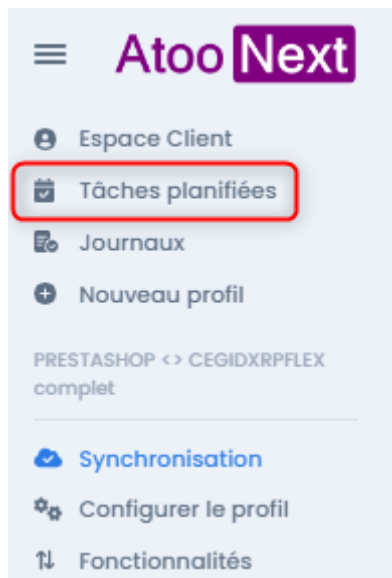 Atoo Next
Espace Client
Tâches planifiées
Journaux
Nouveau profil
PRESTASHOP <> CEGIDXRPFLEX
complet
Synchronisation
Configurer le profil
Fonctionnalités